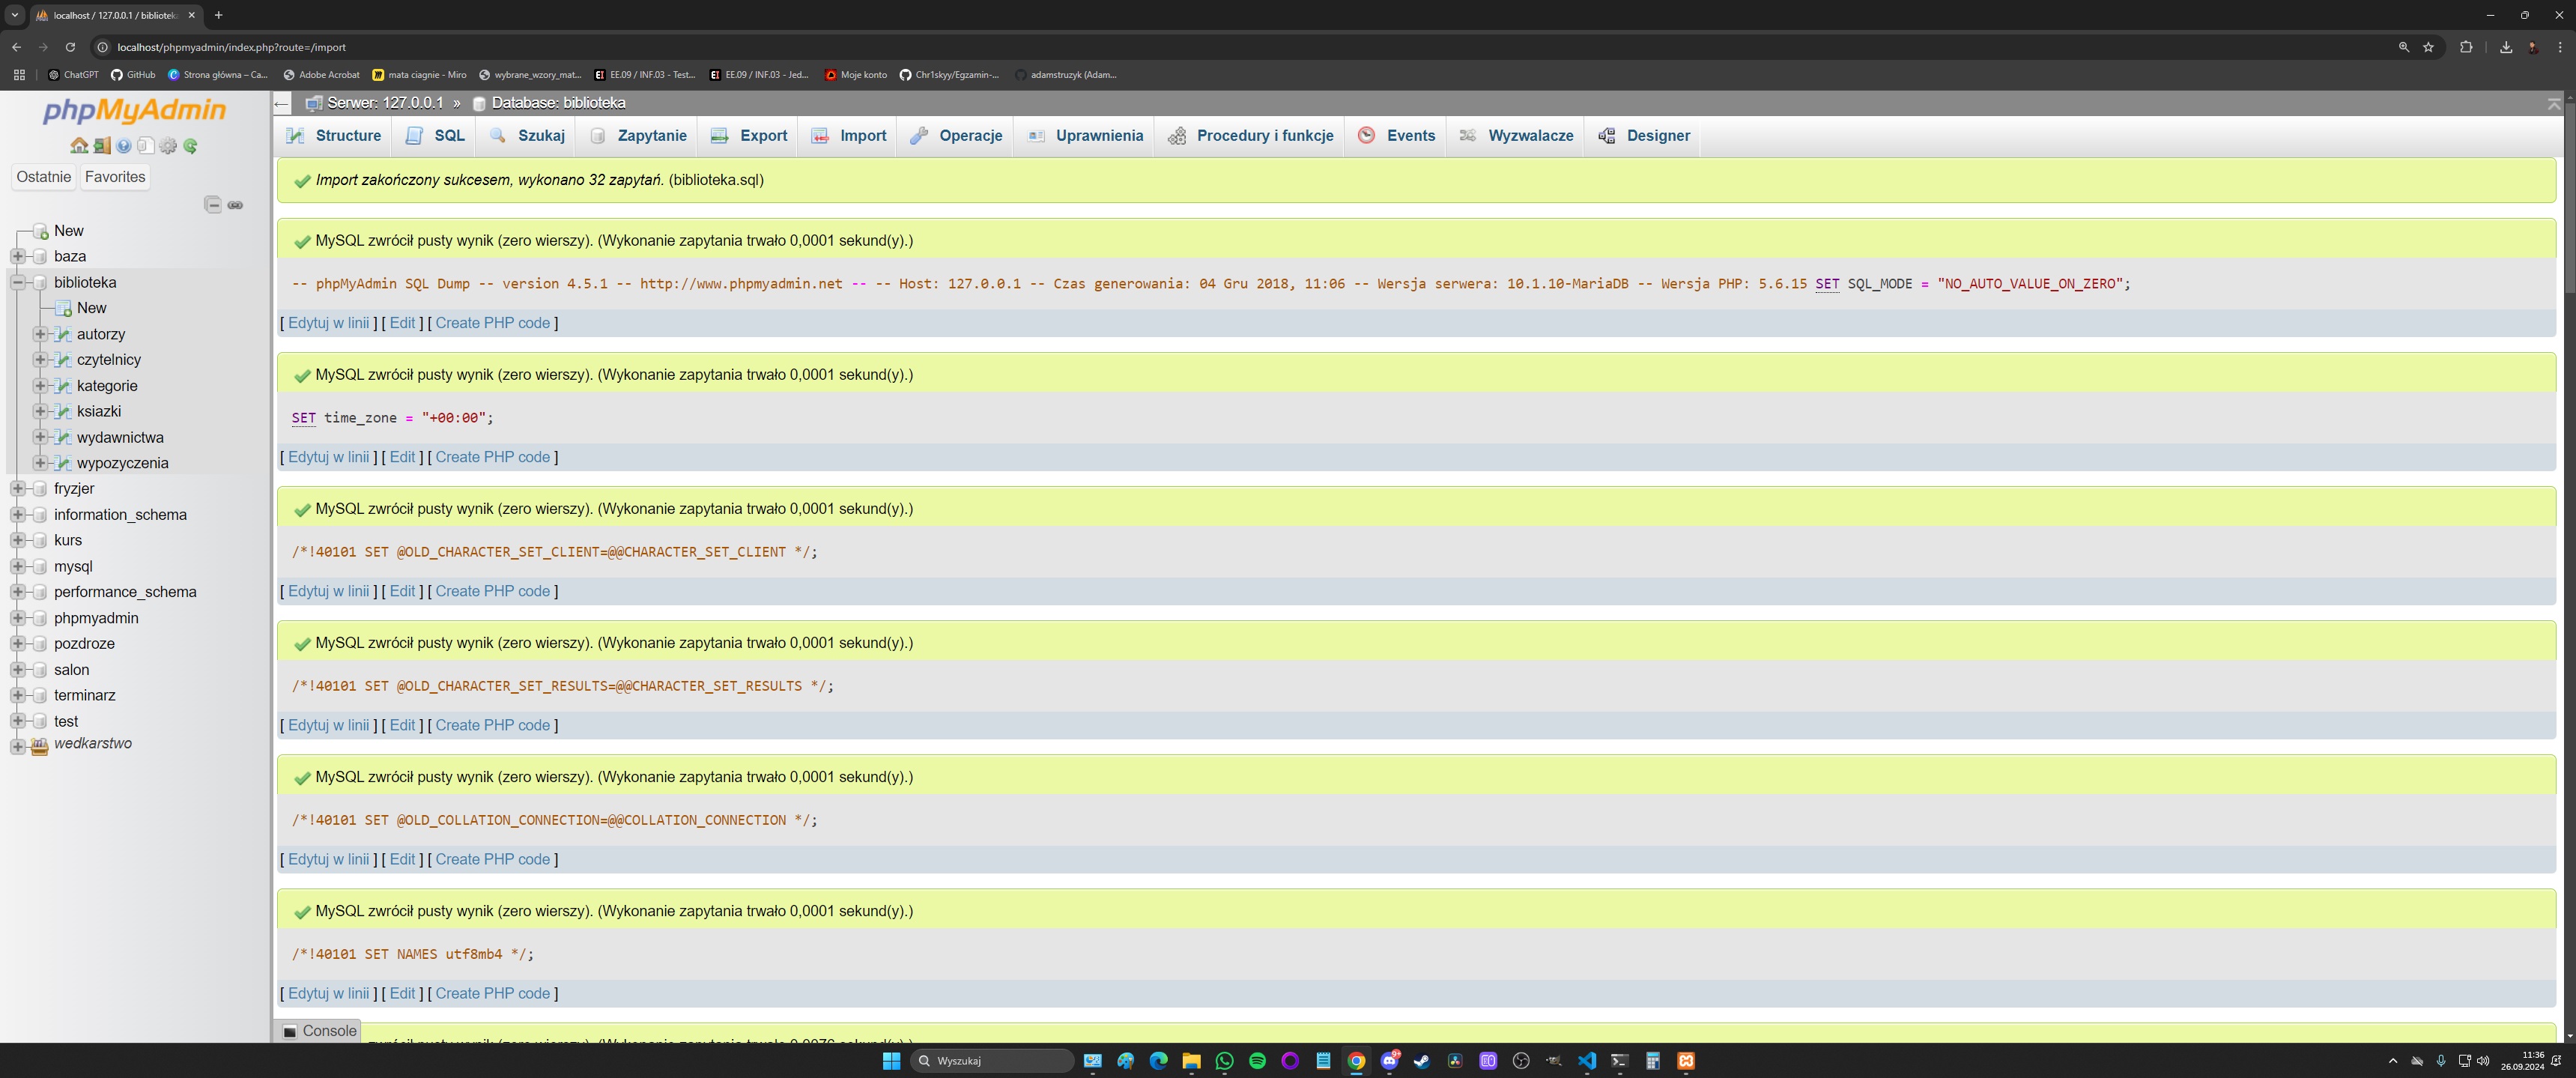 localhost / 127.0.0.1 / bibliotek
localhost/phpmyadmin/index.php?route=/import
ChatGPT
GitHub
Strona główna – Ca...
Adobe Acrobat
mata ciagnie - Miro
wybrane_wzory_mat...
EE.09 / INF.03 - Test...
EE.09 / INF.03 - Jed...
Moje konto
Chr1skyy/Egzamin-...
adamstruzyk (Adam...
phpMyAdmin
Ostatnie
Favorites
New
baza
biblioteka
New
autorzy
czytelnicy
kategorie
ksiazki
wydawnictwa
wypozyczenia
fryzjer
information_schema
kurs
mysql
performance_schema
phpmyadmin
pozdroze
salon
terminarz
test
wedkarstwo
Serwer: 127.0.0.1 » Database: biblioteka
Structure
SQL
Szukaj
Zapytanie
Export
Import
Operacje
Uprawnienia
Procedury i funkcje
Events
Wyzwalacze
Designer
Import zakończony sukcesem, wykonano 32 zapytań. (biblioteka.sql)
MySQL zwrócił pusty wynik (zero wierszy). (Wykonanie zapytania trwało 0,0001 sekund(y).)
-- phpMyAdmin SQL Dump -- version 4.5.1 -- http://www.phpmyadmin.net -- -- Host: 127.0.0.1 -- Czas generowania: 04 Gru 2018, 11:06 -- Wersja serwera: 10.1.10-MariaDB -- Wersja PHP: 5.6.15 SET SQL_MODE = "NO_AUTO_VALUE_ON_ZERO";
[ Edytuj w linii ] [ Edit ] [ Create PHP code ]
MySQL zwrócił pusty wynik (zero wierszy). (Wykonanie zapytania trwało 0,0001 sekund(y).)
SET time_zone = "+00:00";
[ Edytuj w linii ] [ Edit ] [ Create PHP code ]
MySQL zwrócił pusty wynik (zero wierszy). (Wykonanie zapytania trwało 0,0001 sekund(y).)
/*!40101 SET @OLD_CHARACTER_SET_CLIENT=@@CHARACTER_SET_CLIENT */;
[ Edytuj w linii ] [ Edit ] [ Create PHP code ]
MySQL zwrócił pusty wynik (zero wierszy). (Wykonanie zapytania trwało 0,0001 sekund(y).)
/*!40101 SET @OLD_CHARACTER_SET_RESULTS=@@CHARACTER_SET_RESULTS */;
[ Edytuj w linii ] [ Edit ] [ Create PHP code ]
MySQL zwrócił pusty wynik (zero wierszy). (Wykonanie zapytania trwało 0,0001 sekund(y).)
/*!40101 SET @OLD_COLLATION_CONNECTION=@@COLLATION_CONNECTION */;
[ Edytuj w linii ] [ Edit ] [ Create PHP code ]
MySQL zwrócił pusty wynik (zero wierszy). (Wykonanie zapytania trwało 0,0001 sekund(y).)
/*!40101 SET NAMES utf8mb4 */;
[ Edytuj w linii ] [ Edit ] [ Create PHP code ]
Console
Wyszukaj
11:36
26.09.2024